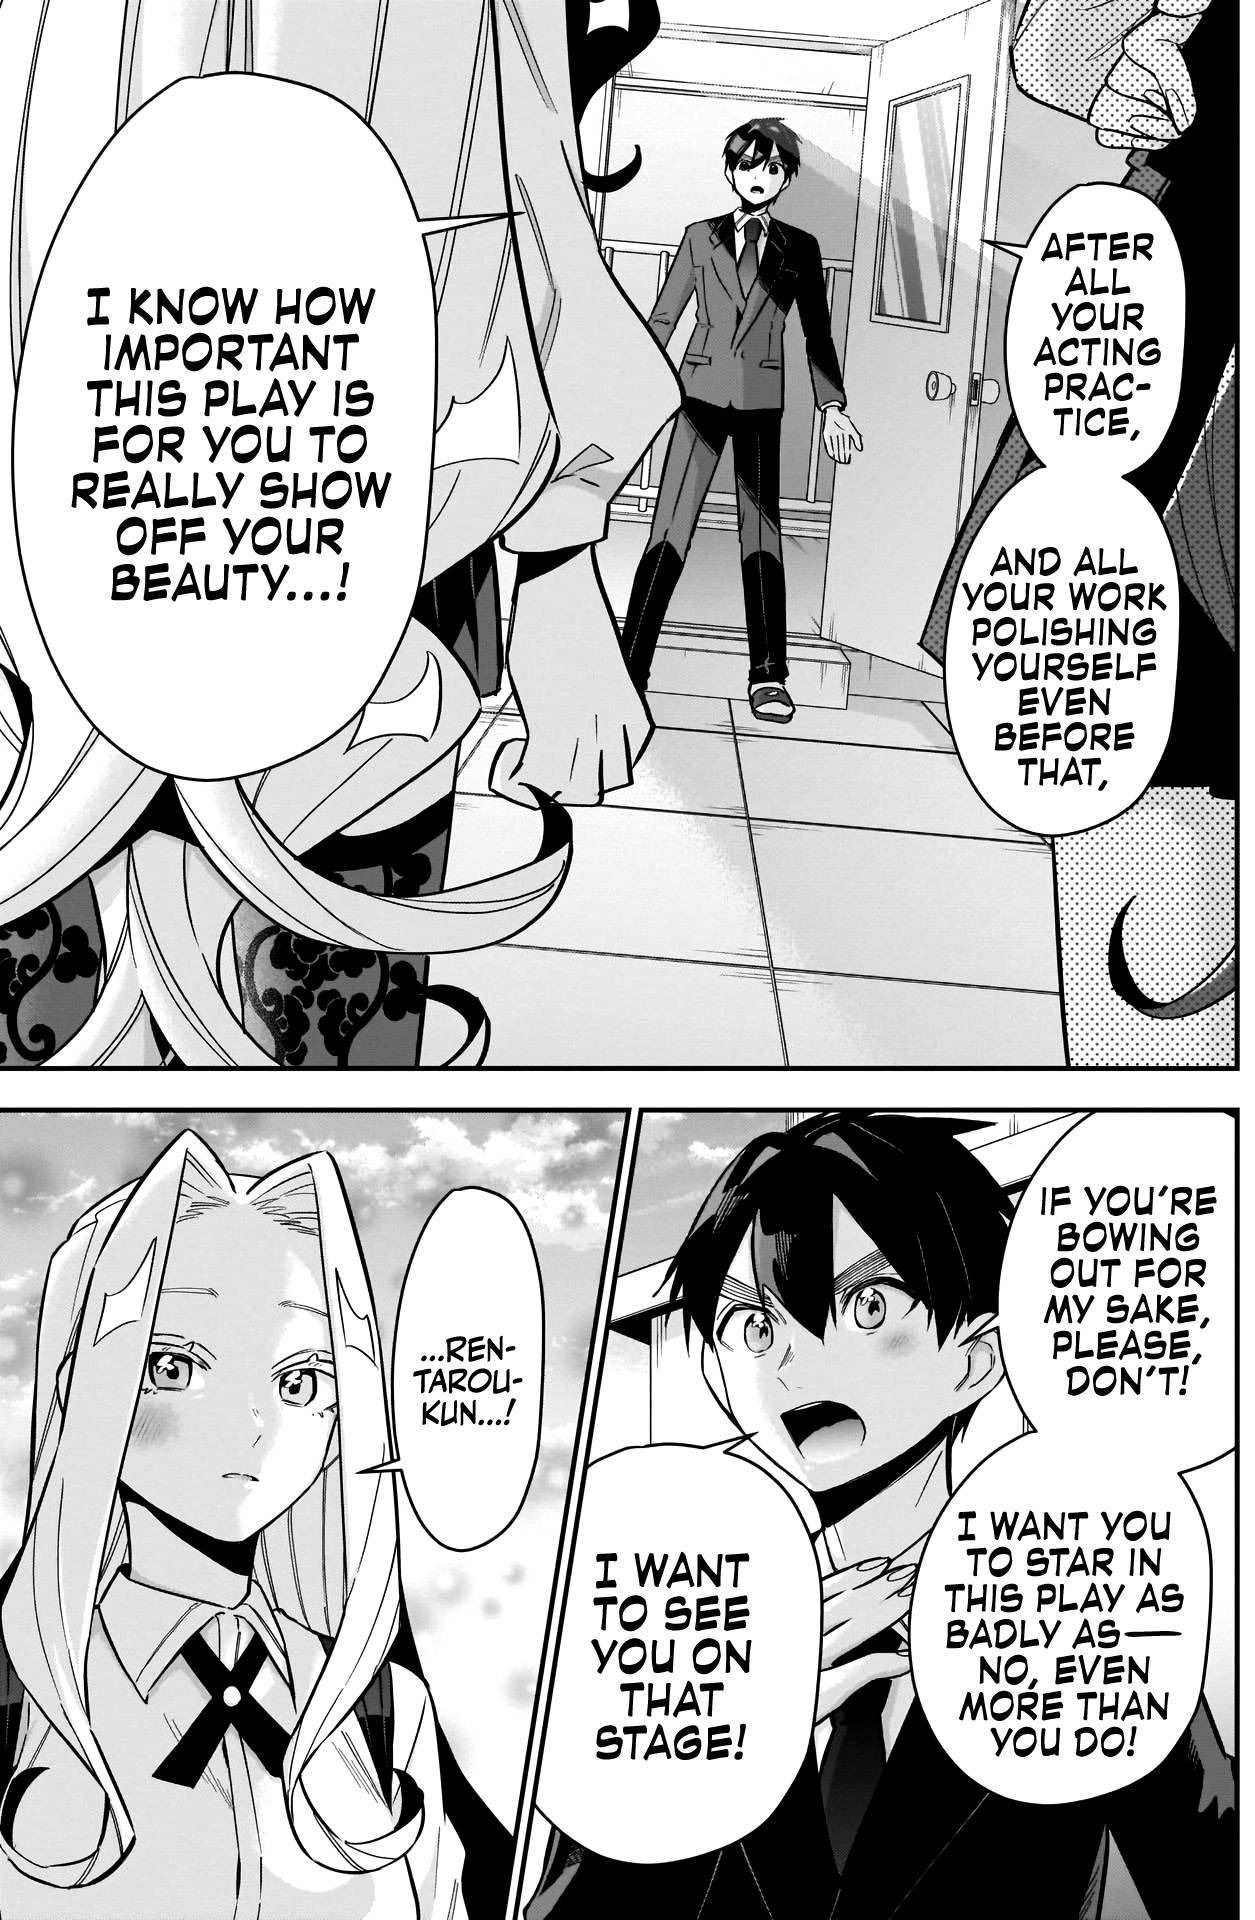 AFTER
ALL
YOUR
ACTING
PRAC-
TICE,
AND ALL
YOUR WORK
POLISHING
YOURSELF
EVEN
BEFORE
THAT,
I KNOW HOW
IMPORTANT
THIS PLAY IS
FOR YOU TO
REALLY SHOW
OFF YOUR
BEAUTY...!
IF YOU'RE
BOWING
OUT FOR
MY SAKE,
PLEASE,
DON'T!
I WANT YOU
TO STAR IN
THIS PLAY AS
BADLY AS—
NO, EVEN
MORE THAN
YOU DO!
I WANT
TO SEE
YOU ON
THAT
STAGE!
...REN-
TAROU-
KUN...!